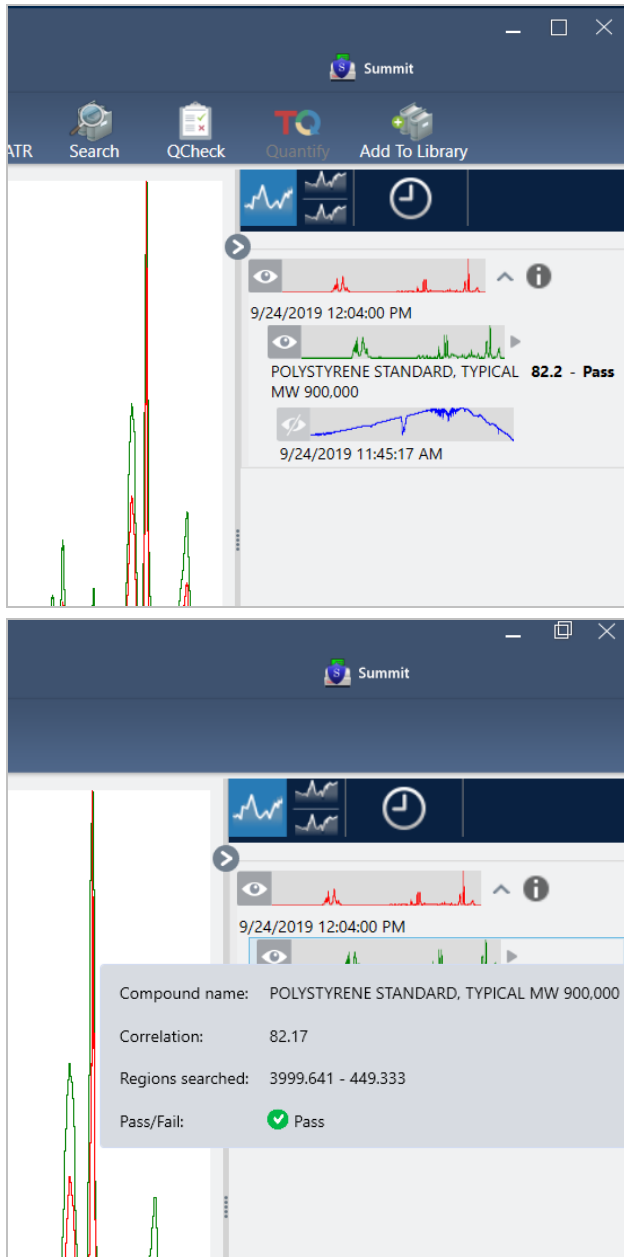 Summit
ATR Search QCheck Quantify Add To Library
9/24/2019 12:04:00 PM
POLYSTYRENE STANDARD, TYPICAL 82.2 - Pass
MW 900,000
9/24/2019 11:45:17 AM
Summit
9/24/2019 12:04:00 PM
Compound name: POLYSTYRENE STANDARD, TYPICAL MW 900,000
Correlation: 82.17
Regions searched: 3999.641 - 449.333
Pass/Fail: Pass